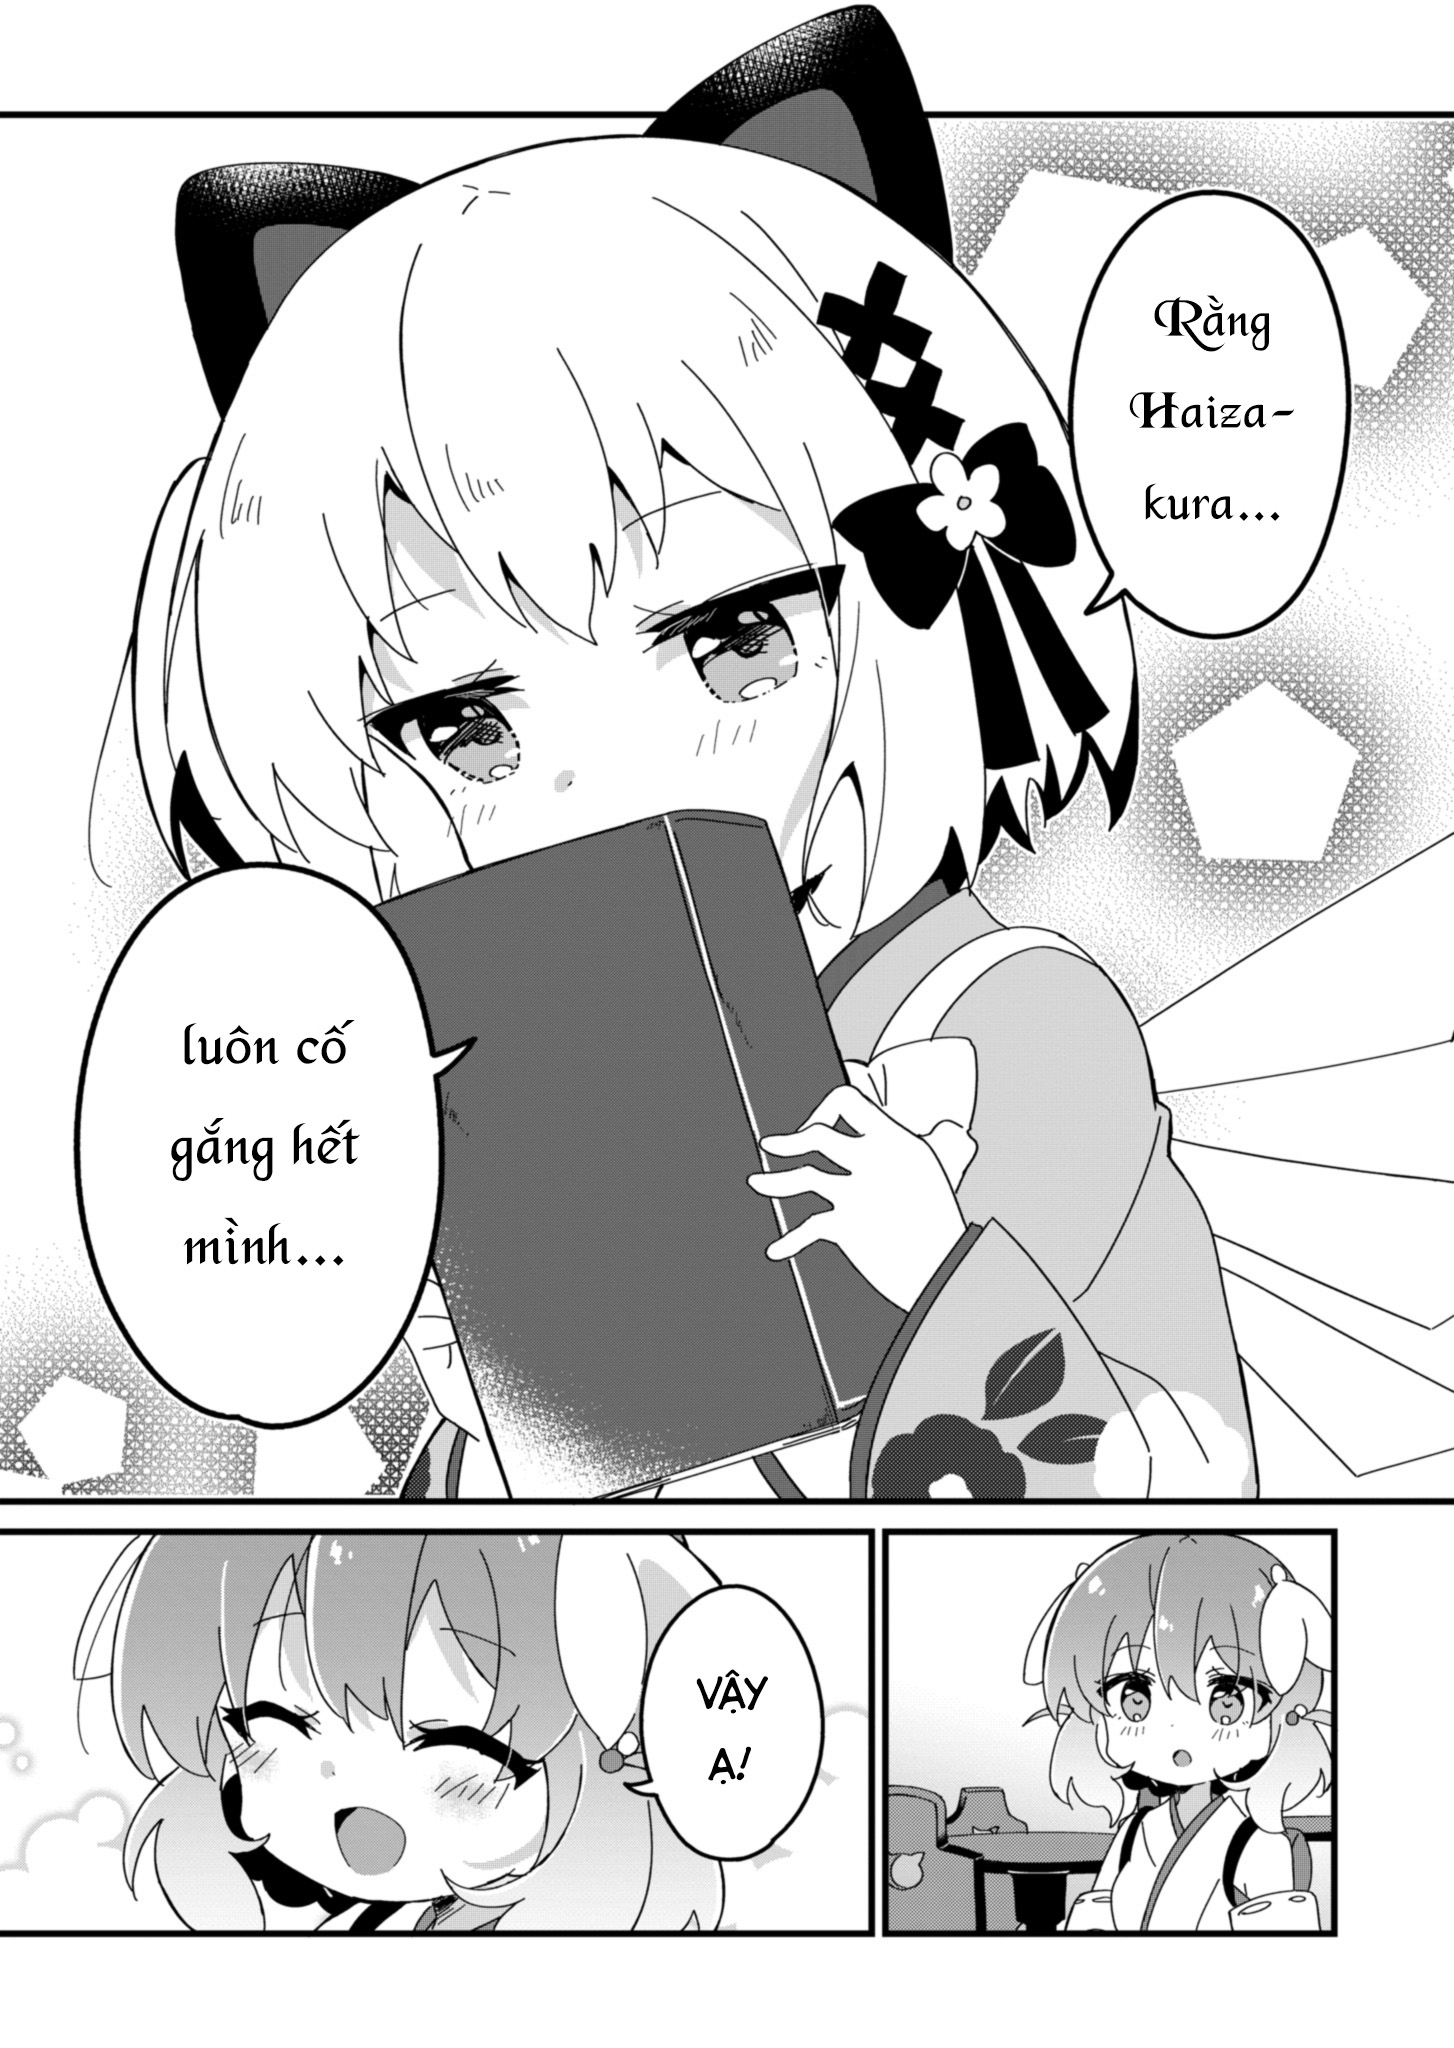 Rằng
Haiza-
kura...
luôn cố
gắng hết
mình...
VẬY
Ạ!